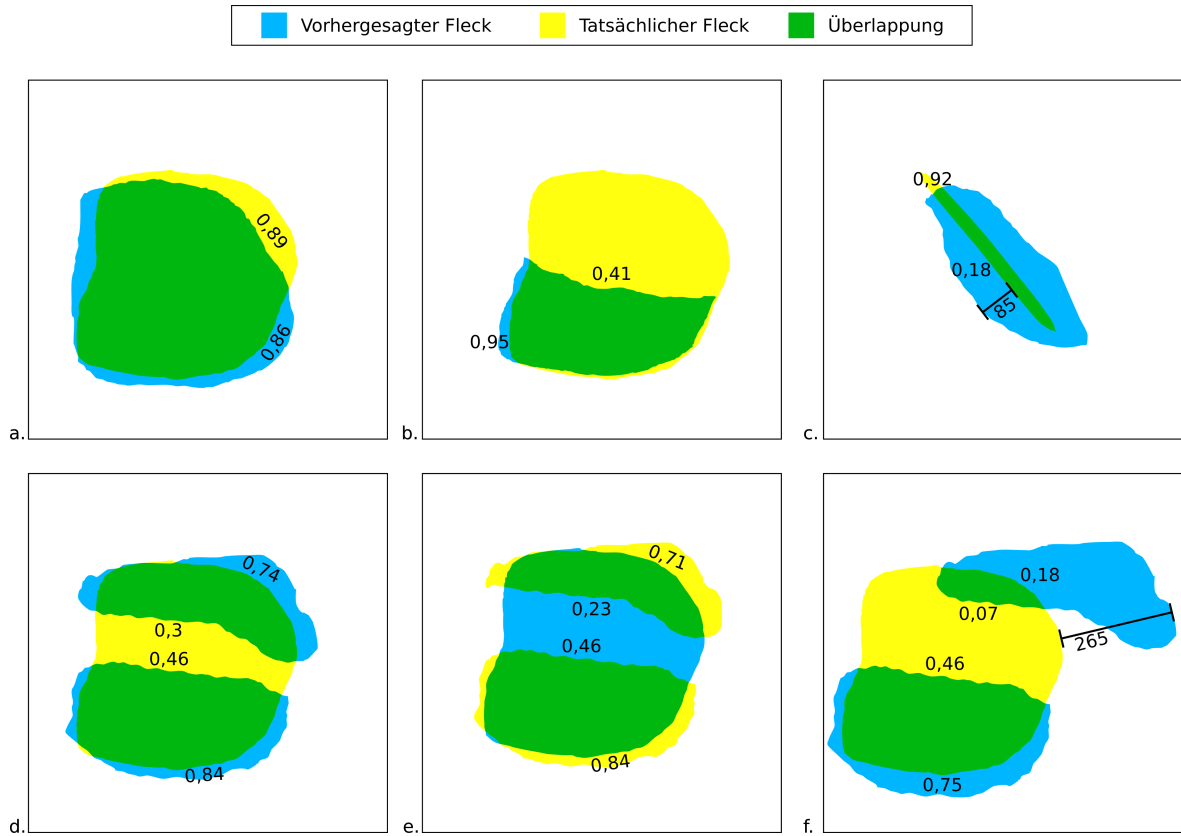 Vorhergesagter Fleck Tatsächlicher Fleck Überlappung
0,89
0,86
a.
0,41
0,95
b.
0,92
0,18
85
c.
0,74
0,3
0,46
0,84
d.
0,71
0,23
0,46
0,84
e.
0,18
0,07
265
0,46
0,75
f.